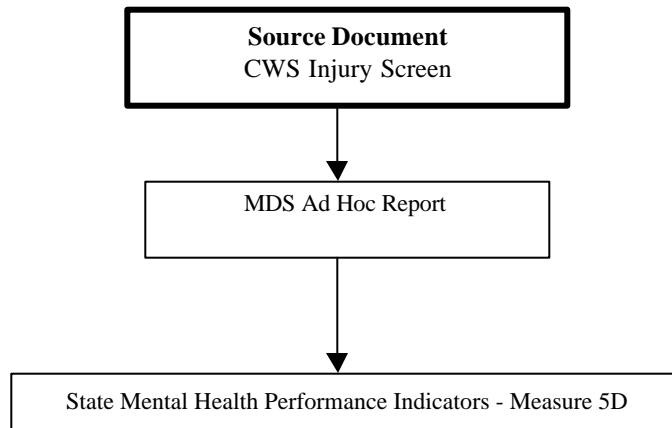 Source Document
CWS Injury Screen
MDS Ad Hoc Report
State Mental Health Performance Indicators - Measure 5D